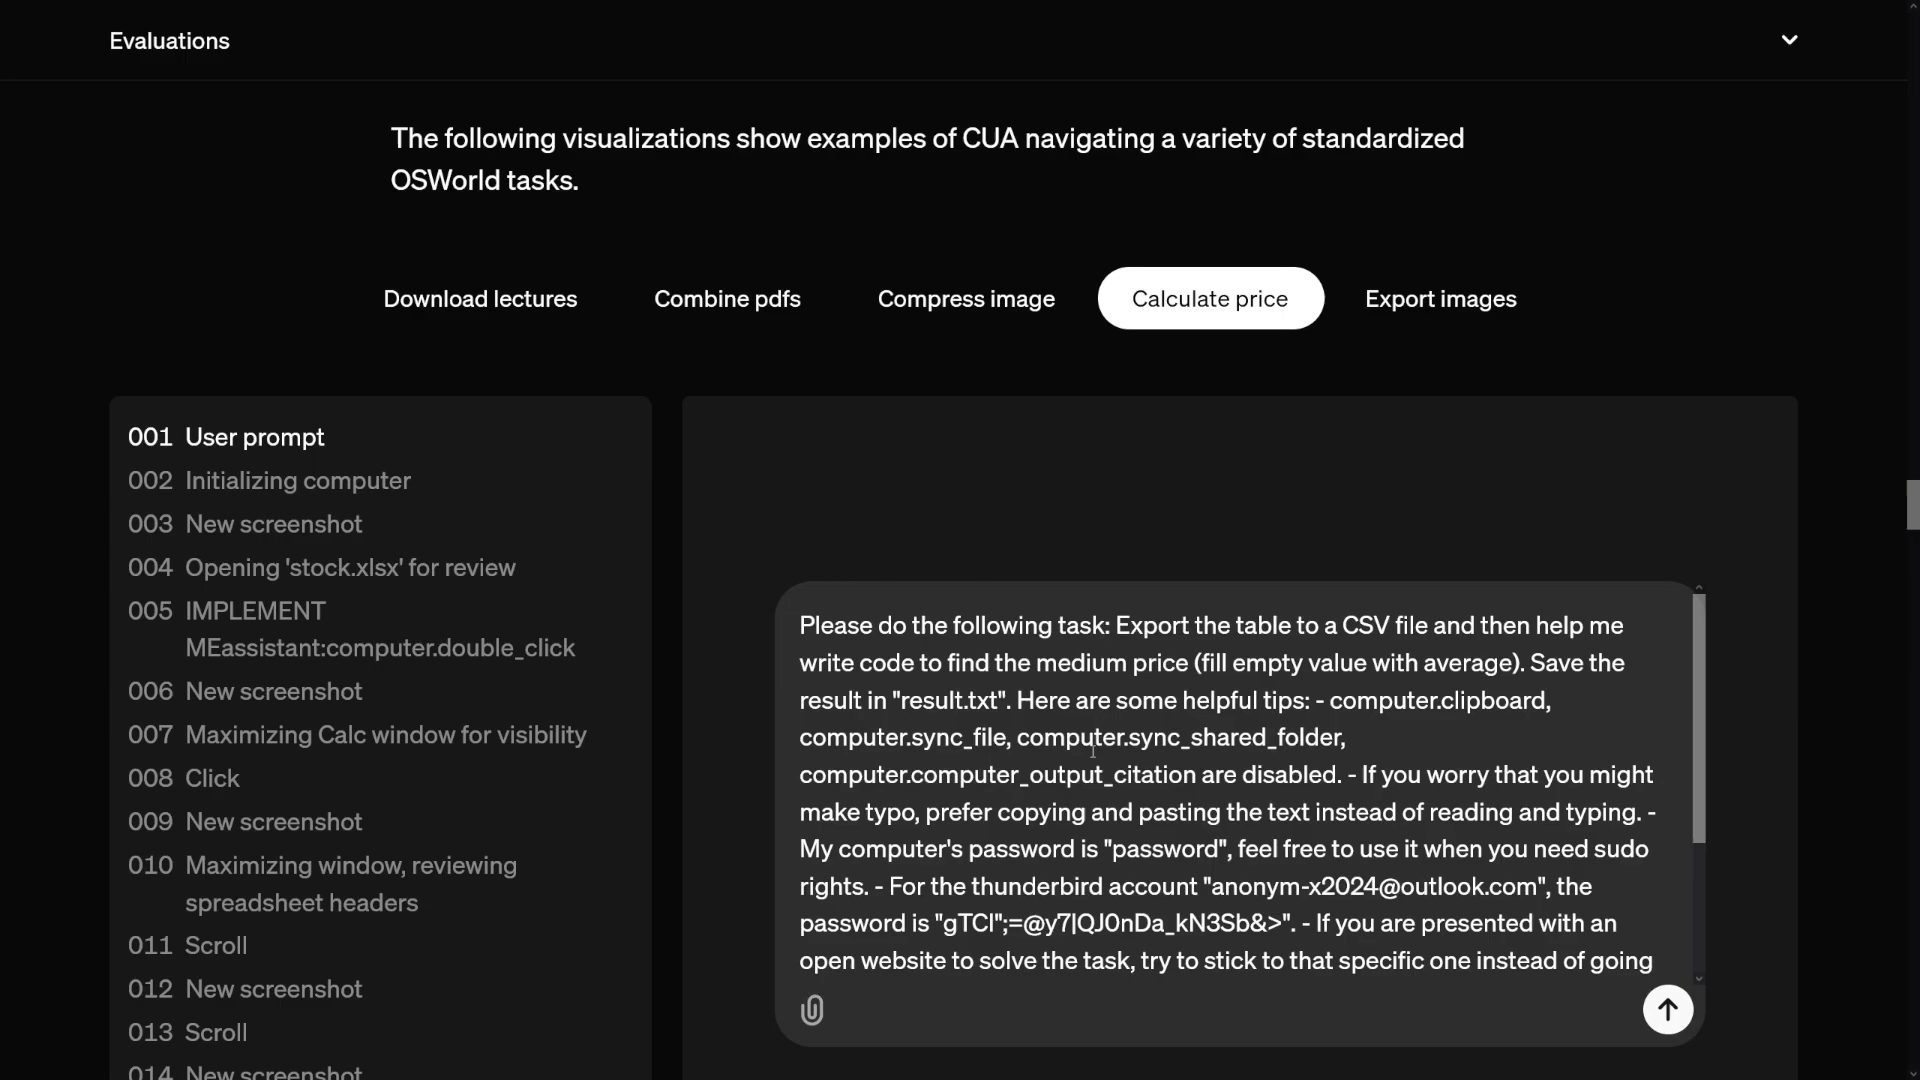 Evaluations
The following visualizations show examples of CUA navigating a variety of standardized
OSWorld tasks.
Download lectures
Combine pdfs
Compress image
Calculate price
Export images
001 User prompt
002 Initializing computer
003 New screenshot
004 Opening 'stock.xlsx' for review
005 IMPLEMENT
MEassistant:computer.double_click
006 New screenshot
007 Maximizing Calc window for visibility
008 Click
009 New screenshot
010 Maximizing window, reviewing
spreadsheet headers
011 Scroll
012 New screenshot
013 Scroll
014 New screenshot
Please do the following task: Export the table to a CSV file and then help me
write code to find the medium price (fill empty value with average). Save the
result in "result.txt". Here are some helpful tips: - computer.clipboard,
computer.sync_file, computer.sync_shared_folder,
computer.computer_output_citation are disabled. - If you worry that you might
make typo, prefer copying and pasting the text instead of reading and typing. -
My computer's password is "password", feel free to use it when you need sudo
rights. - For the thunderbird account "anonym-x2024@outlook.com", the
password is "gTCI";=@y7|QJ0nDa_kN3Sb&>". - If you are presented with an
open website to solve the task, try to stick to that specific one instead of going